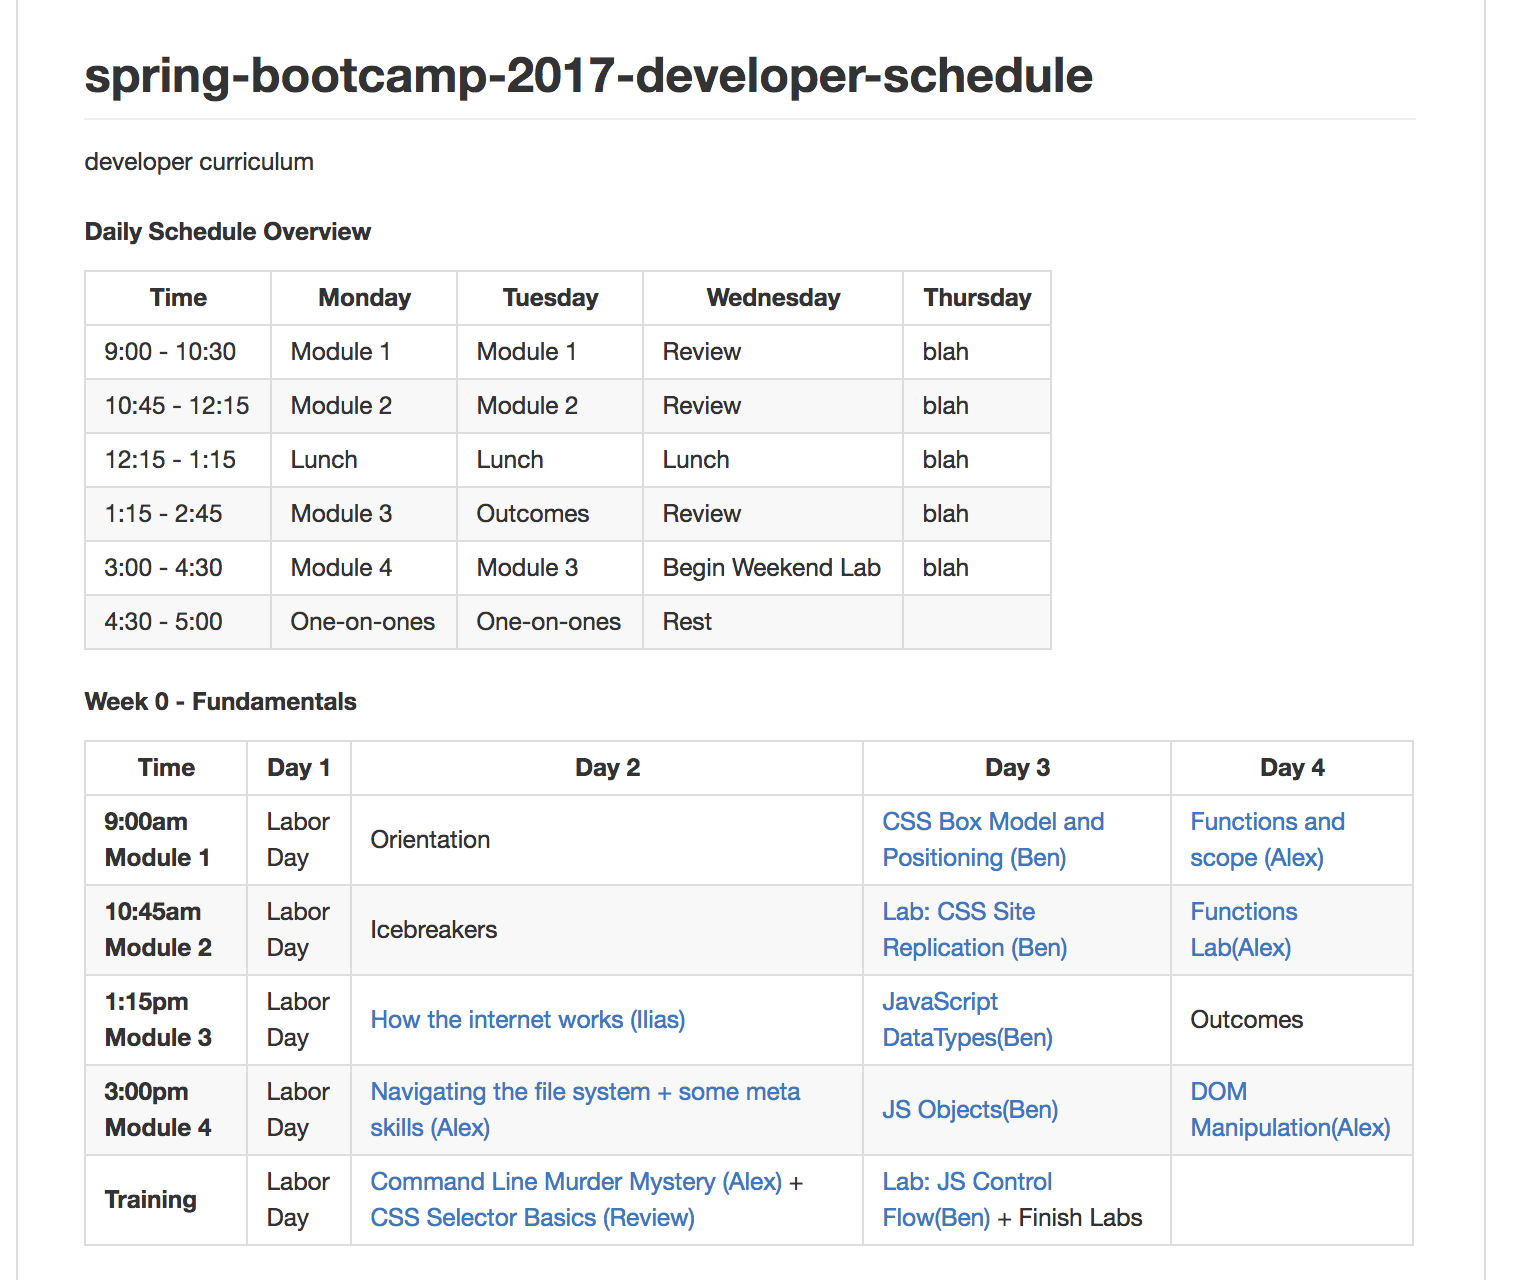 spring-bootcamp-2017-developer-schedule
developer curriculum
Daily Schedule Overview
Time Monday Tuesday Wednesday Thursday
9:00 - 10:30 Module 1 Module 1 Review blah
10:45 - 12:15 Module 2 Module 2 Review blah
12:15 - 1:15 Lunch Lunch Lunch blah
1:15 - 2:45 Module 3 Outcomes Review blah
3:00 - 4:30 Module 4 Module 3 Begin Weekend Lab blah
4:30 - 5:00 One-on-ones One-on-ones Rest
Week 0 - Fundamentals
Time Day 1 Day 2 Day 3 Day 4
9:00am
Module 1
Labor
Day
Orientation
CSS Box Model and
Positioning (Ben)
Functions and
scope (Alex)
10:45am
Module 2
Labor
Day
Icebreakers
Lab: CSS Site
Replication (Ben)
Functions
Lab(Alex)
1:15pm
Module 3
Labor
Day
How the internet works (Ilias)
JavaScript
DataTypes(Ben)
Outcomes
3:00pm
Module 4
Labor
Day
Navigating the file system + some meta
skills (Alex)
JS Objects(Ben)
DOM
Manipulation(Alex)
Training
Labor
Day
Command Line Murder Mystery (Alex) +
CSS Selector Basics (Review)
Lab: JS Control
Flow(Ben) + Finish Labs